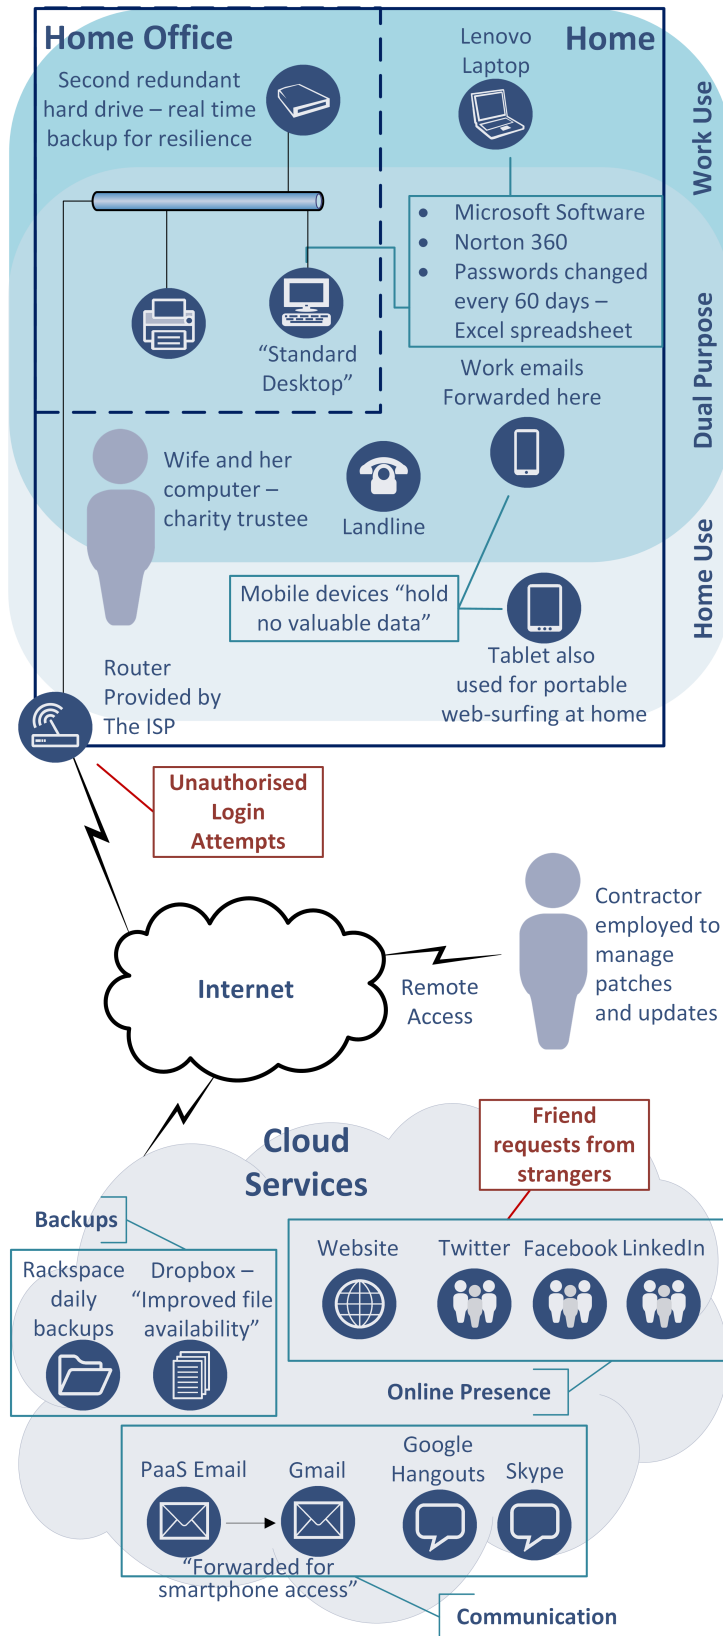 Home Office
Home
Second redundant
hard drive – real time
backup for resilience
Lenovo
Laptop
Work Use
• Microsoft Software
• Norton 360
• Passwords changed
every 60 days –
Excel spreadsheet
“Standard
Desktop”
Work emails
Forwarded here
Dual Purpose
Wife and her
computer –
charity trustee
Landline
Home Use
Mobile devices “hold
no valuable data”
Tablet also
used for portable
web-surfing at home
Router
Provided by
The ISP
Unauthorised
Login
Attempts
Contractor
employed to
manage
patches
and updates
Internet
Remote
Access
Cloud
Services
Friend
requests from
strangers
Backups
Rackspace
daily
backups
Dropbox –
“Improved file
availability”
Website
Twitter
Facebook
LinkedIn
Online Presence
PaaS Email
Gmail
Google
Hangouts
Skype
“Forwarded for
smartphone access”
Communication